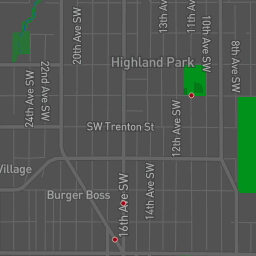 20th Ave SW
13th Ave
11th Ave
10th Ave SW
8th Ave SW
Highland Park
22nd Ave SW
24th Ave SW
SW Trenton St
12th Ave SW
Village
Burger Boss
16th Ave SW
14th Ave SW